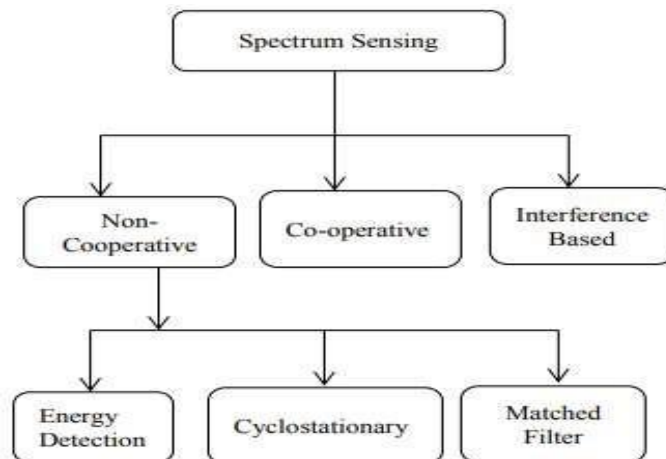 Spectrum Sensing
Non-
Cooperative
Co-operative
Interference
Based
Energy
Detection
Cyclostationary
Matched
Filter